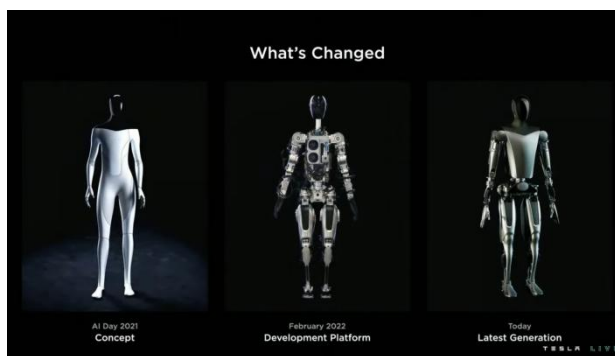 What's Changed
AI Day 2021
Concept
February 2022
Development Platform
Today
Latest Generation
TESLA LIVE